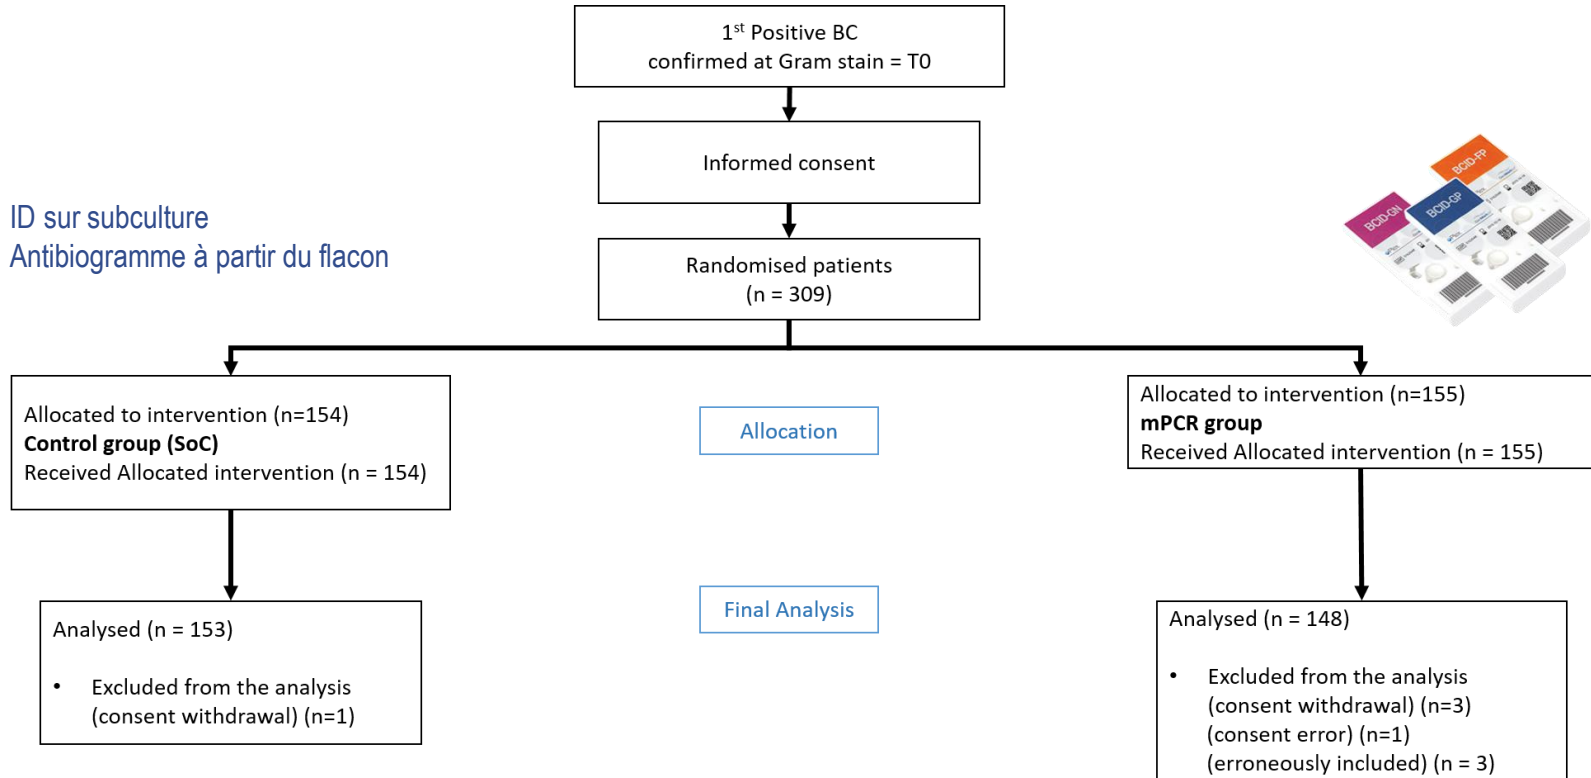 1st Positive BC
confirmed at Gram stain = T0
Informed consent
ID sur subculture
Antibiogramme à partir du flacon
Randomised patients
(n = 309)
BCID-FP
BCID-GN
BCID-GP
Allocated to intervention (n=154)
Control group (SoC)
Received Allocated intervention (n = 154)
Allocation
Allocated to intervention (n=155)
mPCR group
Received Allocated intervention (n = 155)
Final Analysis
Analysed (n = 153)
• Excluded from the analysis
(consent withdrawal) (n=1)
Analysed (n = 148)
• Excluded from the analysis
(consent withdrawal) (n=3)
(consent error) (n=1)
(erroneously included) (n = 3)